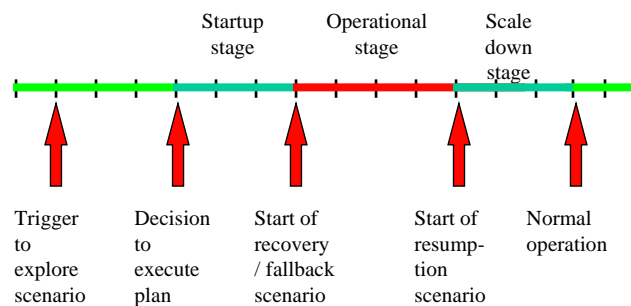 Startup
stage
Operational
stage
Scale
down
stage
Trigger
to
explore
scenario
Decision
to
execute
plan
Start of
recovery
/ fallback
scenario
Start of
resump-
tion
scenario
Normal
operation